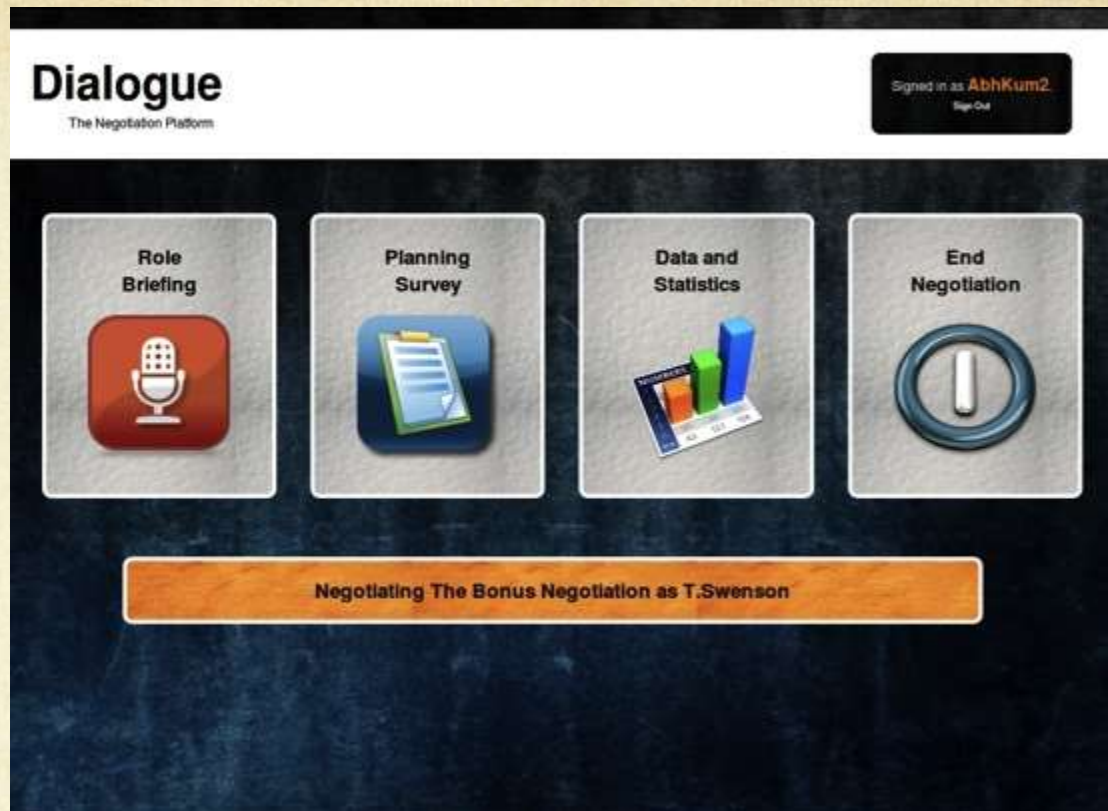 Dialogue
The Negotiation Platform
Signed in as AbhKum2.
Sign Out
Role
Briefing
Planning
Survey
Data and
Statistics
End
Negotiation
Negotiating The Bonus Negotiation as T.Swenson